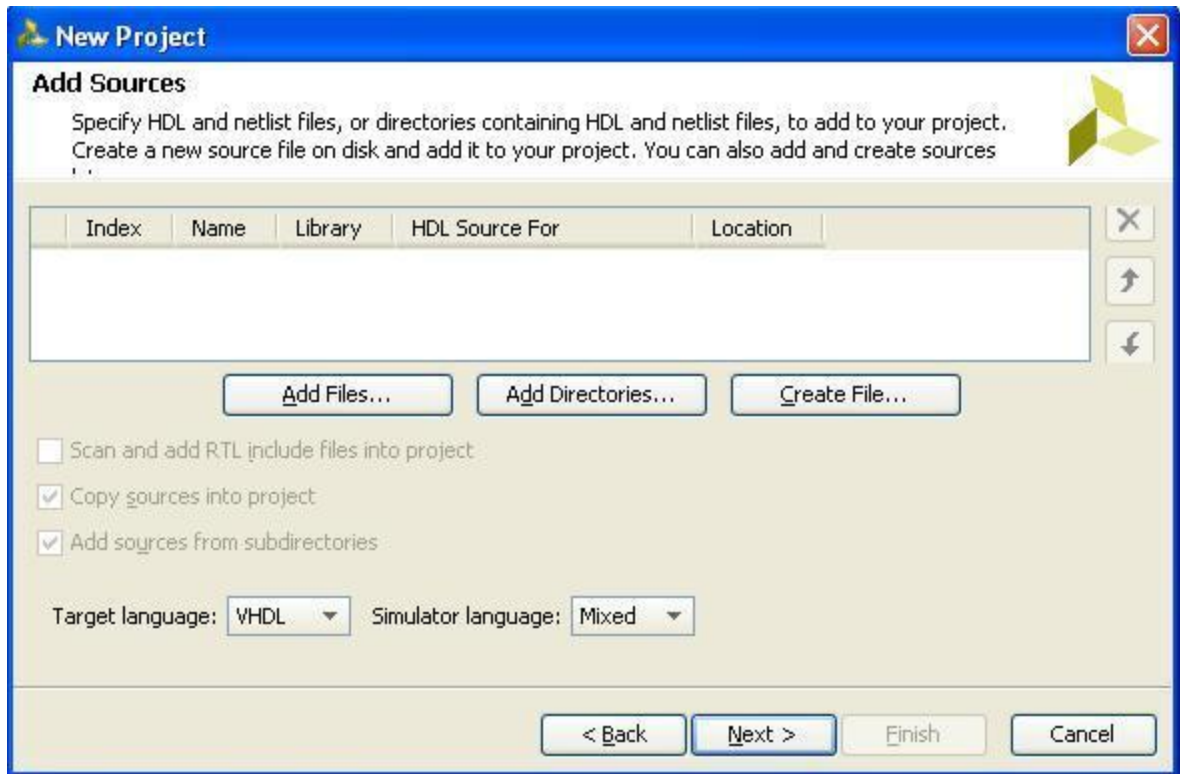 New Project
Add Sources
Specify HDL and netlist files, or directories containing HDL and netlist files, to add to your project.
Create a new source file on disk and add it to your project. You can also add and create sources
Index Name Library HDL Source For Location
Add Files... Add Directories... Create File...
Scan and add RTL include files into project
Copy sources into project
Add sources from subdirectories
Target language: VHDL Simulator language: Mixed
< Back Next > Finish Cancel